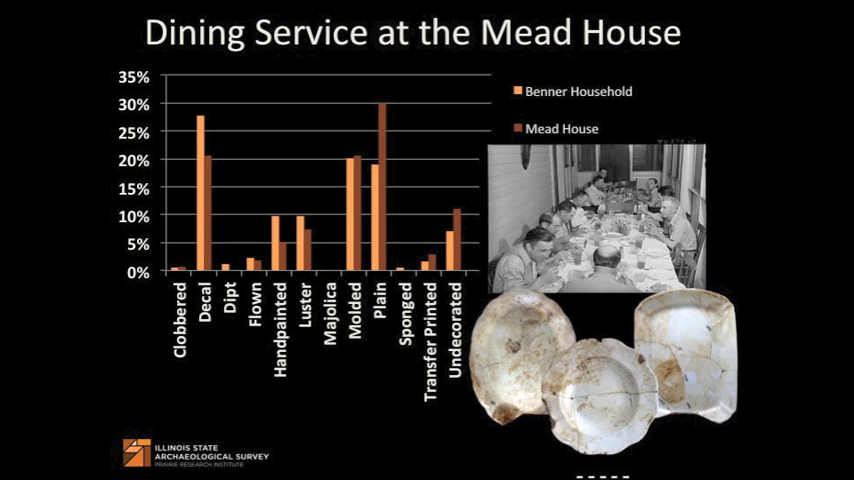 Dining Service at the Mead House
35%
30%
25%
20%
15%
10%
5%
0%
Clobbered
Decal
Dipt
Flown
Handpainted
Luster
Majolica
Molded
Plain
Sponged
Transfer Printed
Undecorated
Benner Household
Mead House
ILLINOIS STATE
ARCHAEOLOGICAL SURVEY
PRAIRIE RESEARCH INSTITUTE